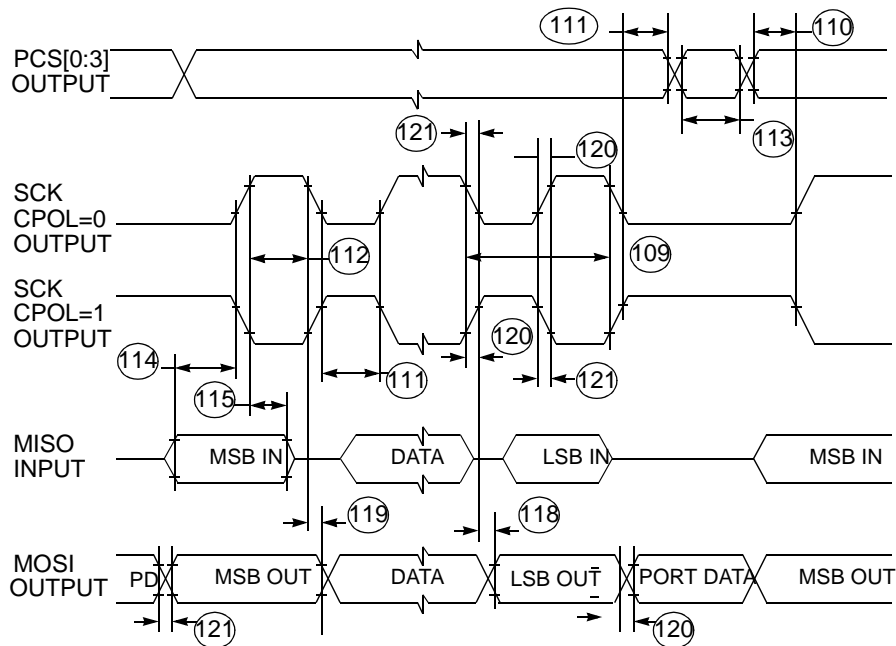 111
110
PCS[0:3]
OUTPUT
121
120
113
SCK
CPOL=0
OUTPUT
112
109
SCK
CPOL=1
OUTPUT
114
120
111
121
115
MISO
INPUT
MSB IN
DATA
LSB IN
MSB IN
119
118
MOSI
OUTPUT
PD
MSB OUT
DATA
LSB OUT
PORT DATA
MSB OUT
121
120